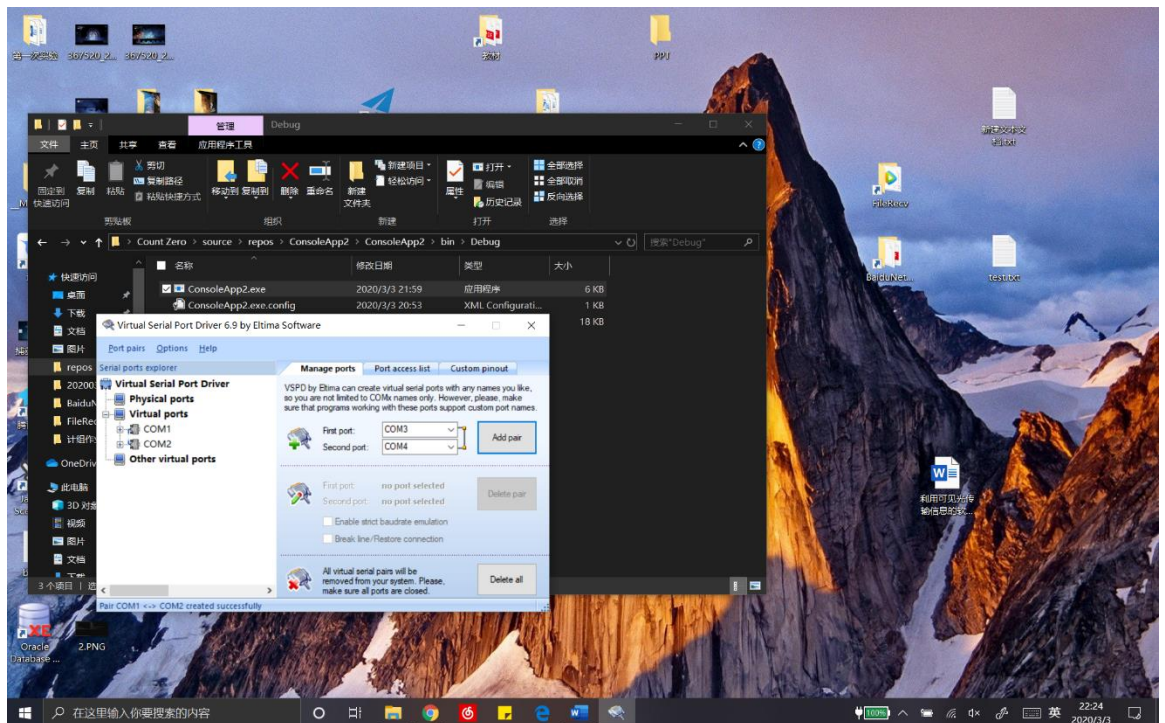 第一次实验
367520_2...
367520_2...
教材
PPT
新建文本文
档.txt
FileRecv
BaiduNet...
test.txt
利用可见光传
输信息的软...
Oracle
Database ...
2.PNG
管理
Debug
文件
主页
共享
查看
应用程序工具
固定到
快速访问
复制
粘贴
剪切
复制路径
粘贴快捷方式
剪贴板
移动到
复制到
删除
重命名
组织
新建
文件夹
新建项目
轻松访问
新建
属性
打开
编辑
历史记录
打开
全部选择
全部取消
反向选择
选择
Count Zero > source > repos > ConsoleApp2 > ConsoleApp2 > bin > Debug
搜索"Debug"
名称
修改日期
类型
大小
ConsoleApp2.exe
2020/3/3 21:59
应用程序
6 KB
ConsoleApp2.exe.config
2020/3/3 20:53
XML Configurati...
1 KB
18 KB
快速访问
桌面
下载
文档
图片
repos
BaiduN
FileRec
OneDriv
此电脑
3D 对象
视频
图片
文档
3 个项目
Virtual Serial Port Driver 6.9 by Eltima Software
Port pairs
Options
Help
Serial ports explorer
Virtual Serial Port Driver
Physical ports
Virtual ports
COM1
COM2
Other virtual ports
Manage ports
Port access list
Custom pinout
VSPD by Eltima can create virtual serial ports with any names you like,
so you are not limited to COMx names only. However, please, make
sure that programs working with these ports support custom port names.
First port:
COM3
Second port:
COM4
Add pair
First port:
no port selected
Second port:
no port selected
Delete pair
Enable strict baudrate emulation
Break line/Restore connection
All virtual serial pairs will be
removed from your system. Please,
make sure all ports are closed.
Delete all
Pair COM1 <-> COM2 created successfully
在这里输入你要搜索的内容
100%
英
22:24
2020/3/3